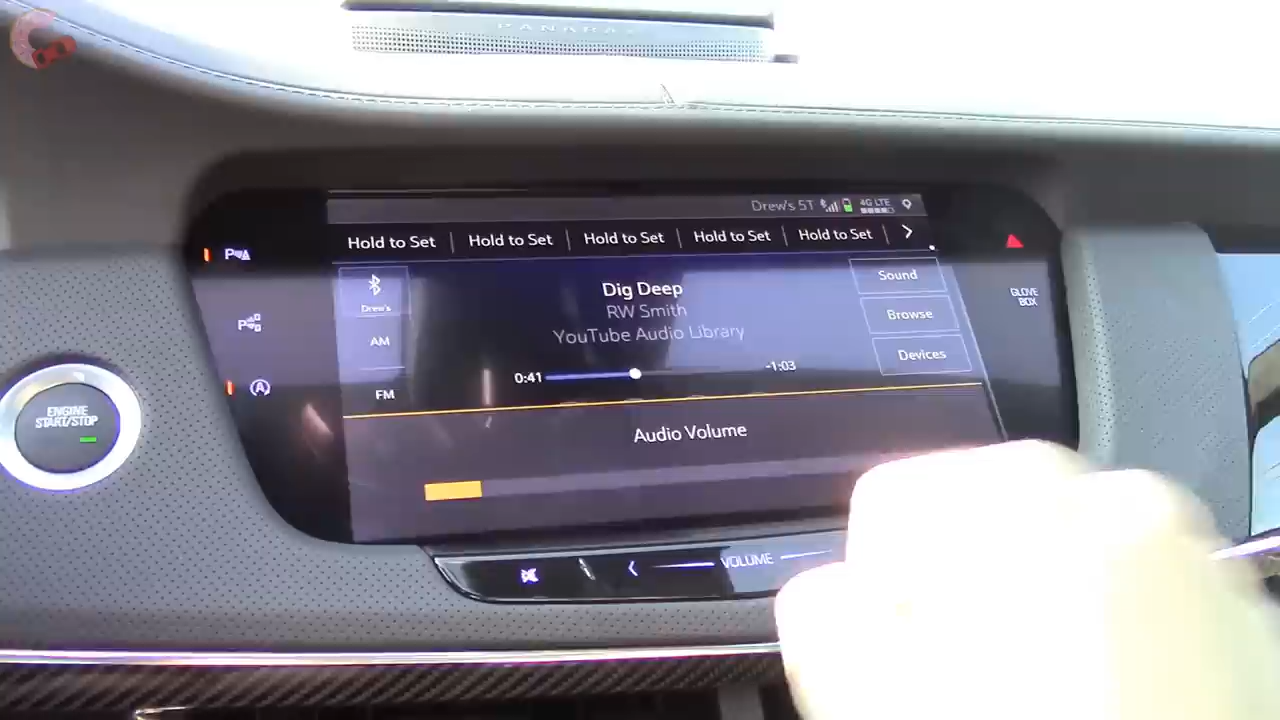 PANARAY
Drew's 5T
4G LTE
Hold to Set
Hold to Set
Hold to Set
Hold to Set
Hold to Set
Drew's
AM
FM
Dig Deep
RW Smith
YouTube Audio Library
0:41
-1:03
Sound
Browse
Devices
Audio Volume
VOLUME
ENGINE
START/STOP
GLOVE
BOX